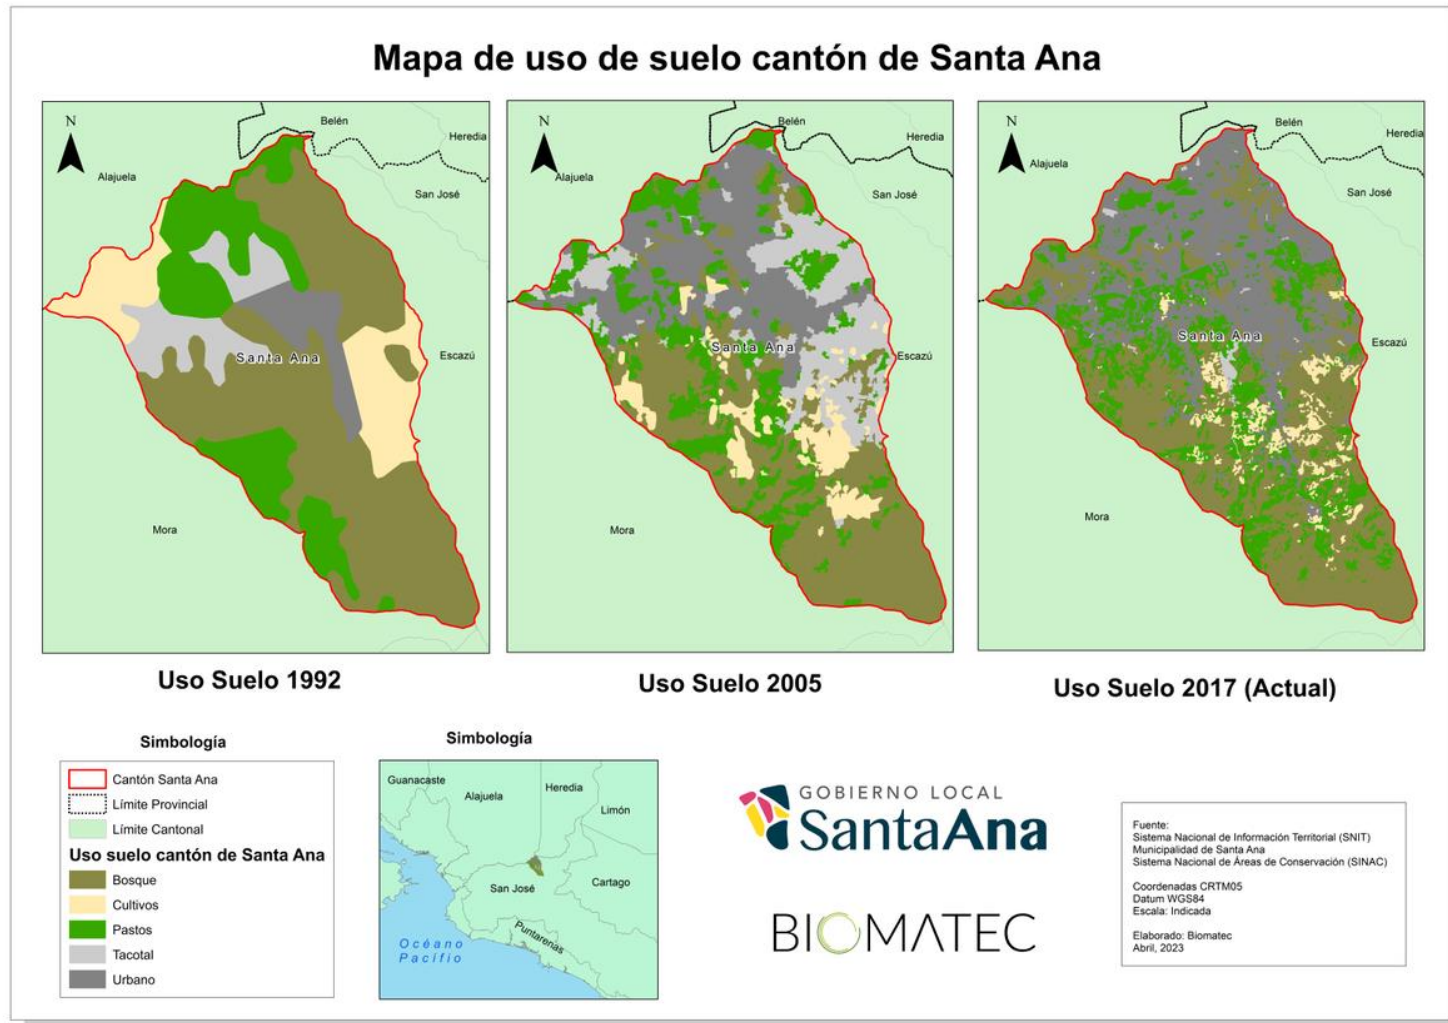 Mapa de uso de suelo cantón de Santa Ana
N
Belén
Heredia
Alajuela
San José
Santa Ana
Escazú
Mora
N
Belén
Heredia
Alajuela
San José
Santa Ana
Escazú
Mora
N
Belén
Heredia
Alajuela
San José
Santa Ana
Escazú
Mora
Uso Suelo 1992
Uso Suelo 2005
Uso Suelo 2017 (Actual)
Simbología
Cantón Santa Ana
Límite Provincial
Límite Cantonal
Uso suelo cantón de Santa Ana
Bosque
Cultivos
Pastos
Tacotal
Urbano
Simbología
Guanacaste
Alajuela
Heredia
Limón
San José
Cartago
Puntarenas
Océano
Pacífio
GOBIERNO LOCAL
SantaAna
BIOMATEC
Fuente:
Sistema Nacional de Información Territorial (SNIT)
Municipalidad de Santa Ana
Sistema Nacional de Áreas de Conservación (SINAC)
Coordenadas CRTM05
Datum WGS84
Escala: Indicada
Elaborado: Biomatec
Abril, 2023